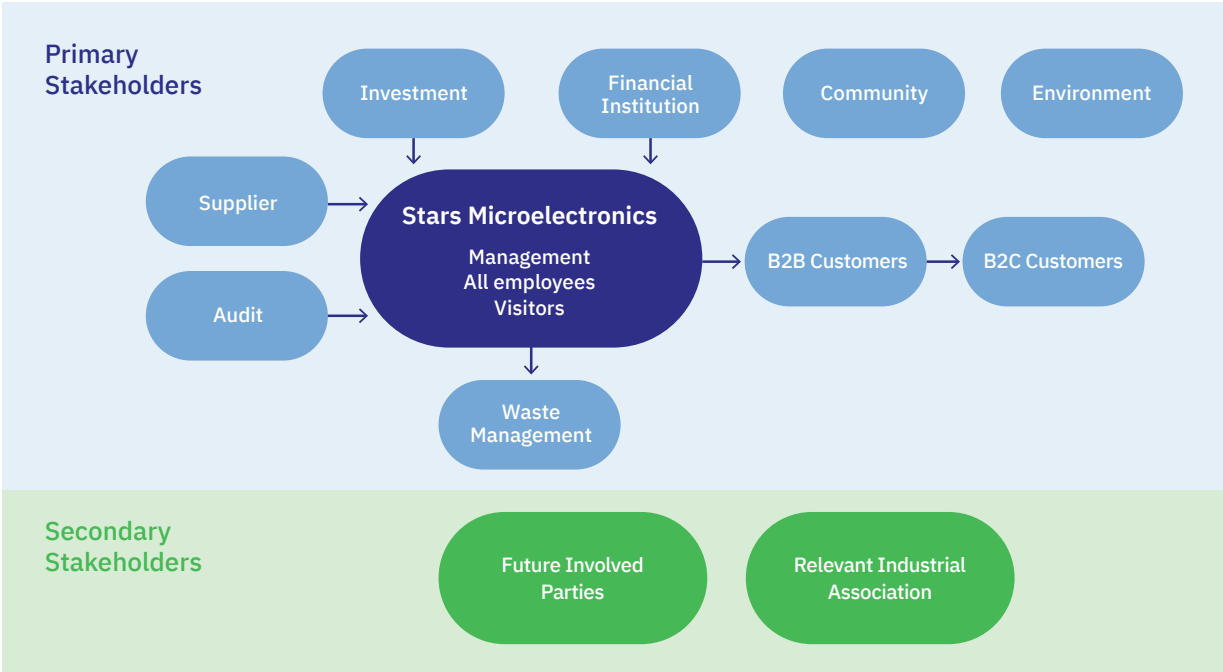 Primary
Stakeholders
Investment
Financial
Institution
Community
Environment
Supplier
Stars Microelectronics
Management
All employees
Visitors
B2B Customers
B2C Customers
Audit
Waste
Management
Secondary
Stakeholders
Future Involved
Parties
Relevant Industrial
Association